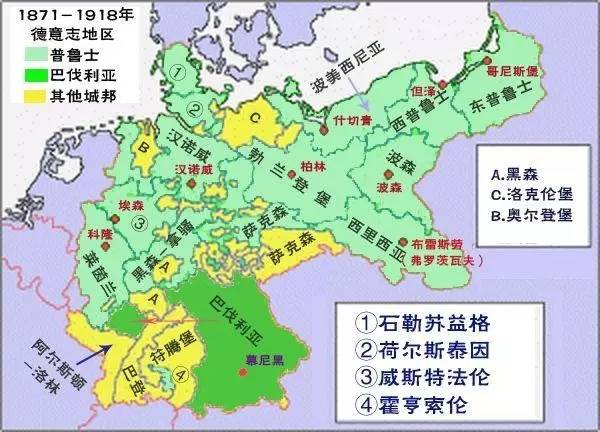 1871-1918年
德意志地区
普鲁士
巴伐利亚
其他城邦
①
②
波美西尼亚
哥尼斯堡
但泽
西普鲁士
东普鲁士
什切青
C
B
汉诺威
汉诺威
勃兰登堡
柏林
波森
波森
A.黑森
C.洛克伦堡
B.奥尔登堡
埃森
③
科隆
莱茵兰
黑森-拿骚
萨克森
萨克森
西里西亚
布雷斯劳
弗罗茨瓦夫)
A
A
巴伐利亚
慕尼黑
符腾堡
巴登
④
阿尔斯顿
-洛林
①石勒苏益格
②荷尔斯泰因
③威斯特法伦
④霍亨索伦